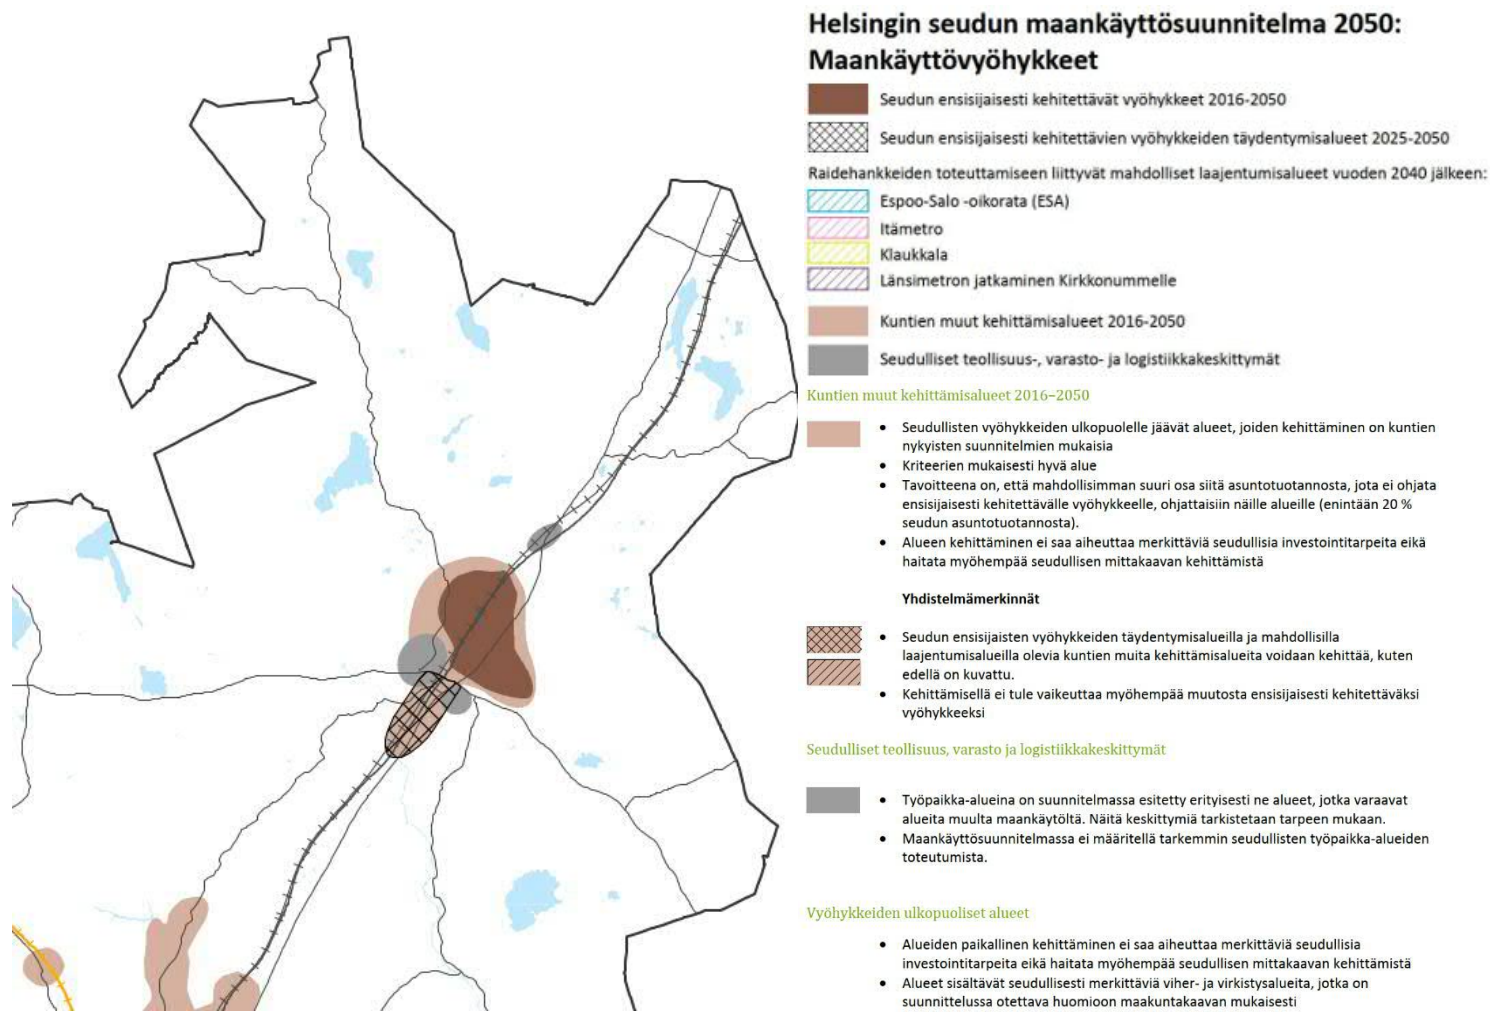 Helsingin seudun maankäyttösuunnitelma 2050:
Maankäyttövyöhykkeet
Seudun ensisijaisesti kehitettävät vyöhykkeet 2016-2050
Seudun ensisijaisesti kehitettävien vyöhykkeiden täydentymisalueet 2025-2050
Raidehankkeiden toteuttamiseen liittyvät mahdolliset laajentumisalueet vuoden 2040 jälkeen:
Espoo-Salo -oikorata (ESA)
Itämetro
Klaukkala
Länsimetron jatkaminen Kirkkonummelle
Kuntien muut kehittämisalueet 2016-2050
Seudulliset teollisuus-, varasto- ja logistiikkakeskittymät
Kuntien muut kehittämisalueet 2016–2050
• Seudullisten vyöhykkeiden ulkopuolelle jäävät alueet, joiden kehittäminen on kuntien
nykyisten suunnitelmien mukaisia
• Kriteerien mukaisesti hyvä alue
• Tavoitteena on, että mahdollisimman suuri osa siitä asuntotuotannosta, jota ei ohjata
ensisijaisesti kehitettävälle vyöhykkeelle, ohjattaisiin näille alueille (enintään 20 %
seudun asuntotuotannosta).
• Alueen kehittäminen ei saa aiheuttaa merkittäviä seudullisia investointitarpeita eikä
haitata myöhempää seudullisen mittakaavan kehittämistä
Yhdistelmämerkinnät
• Seudun ensisijaisten vyöhykkeiden täydentymisalueilla ja mahdollisilla
laajentumisalueilla olevia kuntien muita kehittämisalueita voidaan kehittää, kuten
edellä on kuvattu.
• Kehittämisellä ei tule vaikeuttaa myöhempää muutosta ensisijaisesti kehitettäväksi
vyöhykkeeksi
Seudulliset teollisuus, varasto ja logistiikkakeskittymät
• Työpaikka-alueina on suunnitelmassa esitetty erityisesti ne alueet, jotka varaavat
alueita muulta maankäytöltä. Näitä keskittymiä tarkistetaan tarpeen mukaan.
• Maankäyttösuunnitelmassa ei määritellä tarkemmin seudullisten työpaikka-alueiden
toteutumista.
Vyöhykkeiden ulkopuoliset alueet
• Alueiden paikallinen kehittäminen ei saa aiheuttaa merkittäviä seudullisia
investointitarpeita eikä haitata myöhempää seudullisen mittakaavan kehittämistä
• Alueet sisältävät seudullisesti merkittäviä viher- ja virkistysalueita, jotka on
suunnittelussa otettava huomioon maakuntakaavan mukaisesti